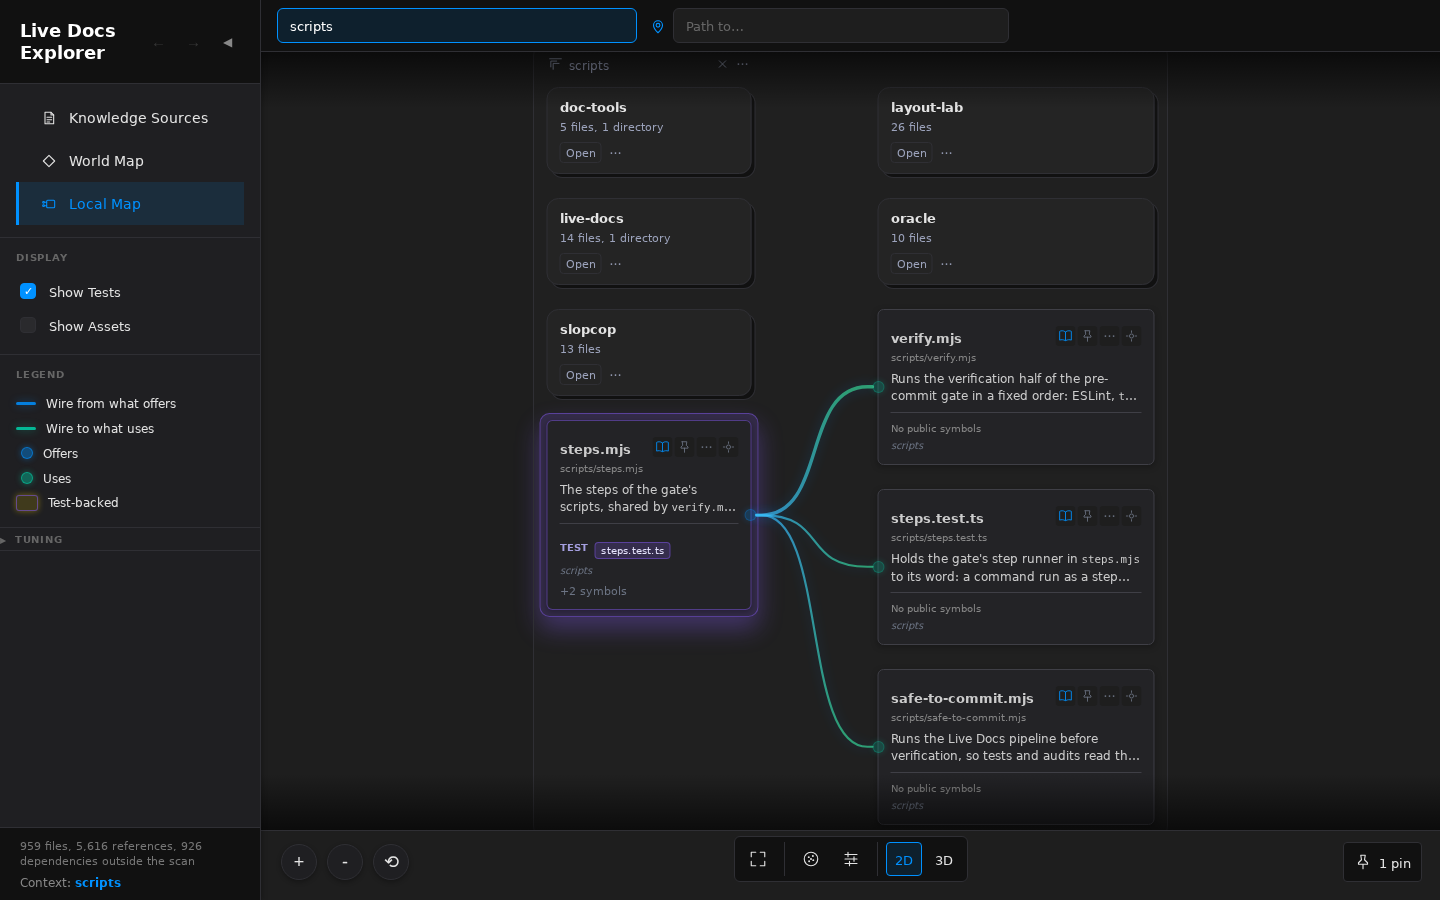 Live Docs
Explorer
← → ◀
Knowledge Sources
World Map
Local Map
DISPLAY
✓ Show Tests
Show Assets
LEGEND
Wire from what offers
Wire to what uses
Offers
Uses
Test-backed
▸ TUNING
959 files, 5,616 references, 926
dependencies outside the scan
Context: scripts
scripts
Path to...
scripts × ···
doc-tools
5 files, 1 directory
Open ···
layout-lab
26 files
Open ···
live-docs
14 files, 1 directory
Open ···
oracle
10 files
Open ···
slopcop
13 files
Open ···
steps.mjs
scripts/steps.mjs
The steps of the gate's
scripts, shared by verify.m…
TEST steps.test.ts
scripts
+2 symbols
verify.mjs
scripts/verify.mjs
Runs the verification half of the pre-
commit gate in a fixed order: ESLint, t…
No public symbols
scripts
steps.test.ts
scripts/steps.test.ts
Holds the gate's step runner in steps.mjs
to its word: a command run as a step…
No public symbols
scripts
safe-to-commit.mjs
scripts/safe-to-commit.mjs
Runs the Live Docs pipeline before
verification, so tests and audits read th…
No public symbols
scripts
+ - ⟲
2D 3D
1 pin